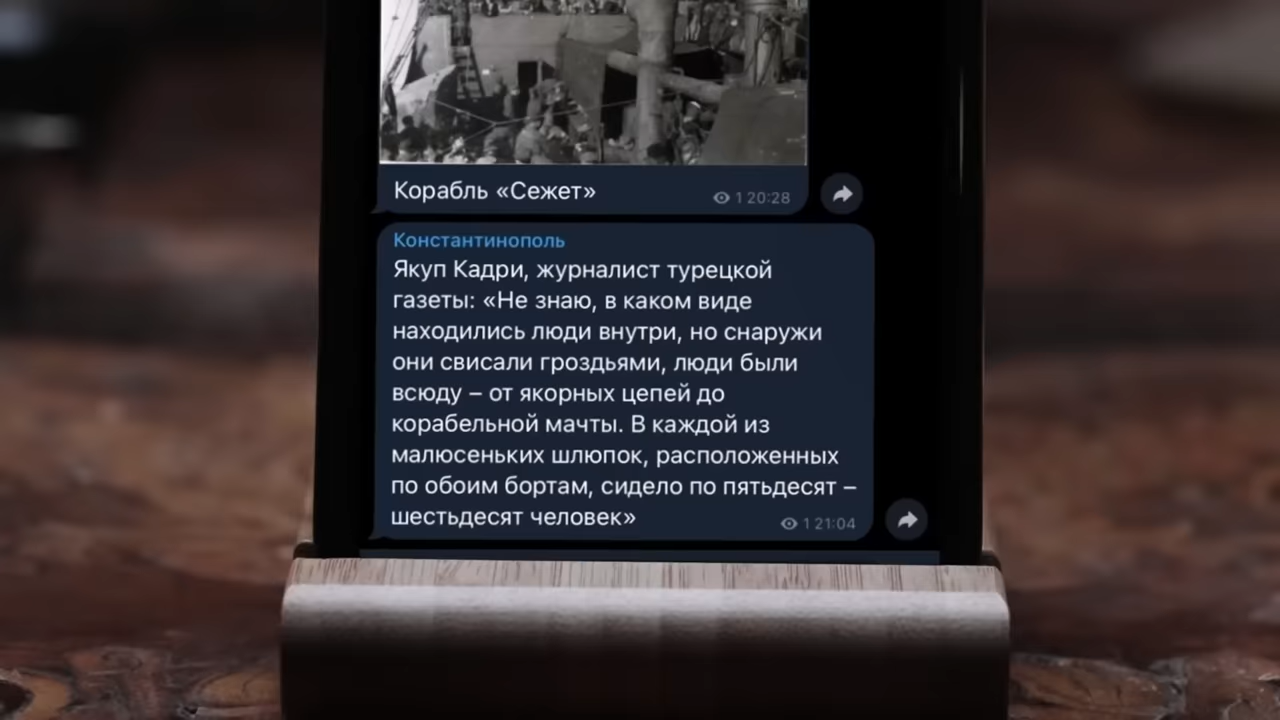 Корабль «Сежет»
1 20:28
Константинополь
Якуп Кадри, журналист турецкой
газеты: «Не знаю, в каком виде
находились люди внутри, но снаружи
они свисали гроздьями, люди были
всюду – от якорных цепей до
корабельной мачты. В каждой из
малюсеньких шлюпок, расположенных
по обоим бортам, сидело по пятьдесят –
шестьдесят человек»
1 21:04